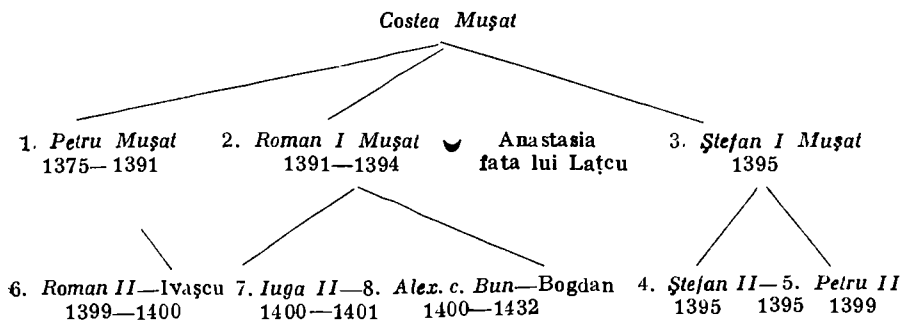 Costea Mușat
1. Petru Mușat 2. Roman I Mușat Anastasia 3. Ștefan I Mușat
1375—1391 1391—1394 fata lui Lațcu 1395
6. Roman II—Ivașcu 7. Iuga II—8. Alex. c. Bun—Bogdan 4. Ștefan II—5. Petru II
1399—1400 1400—1401 1400—1432 1395 1395 1399